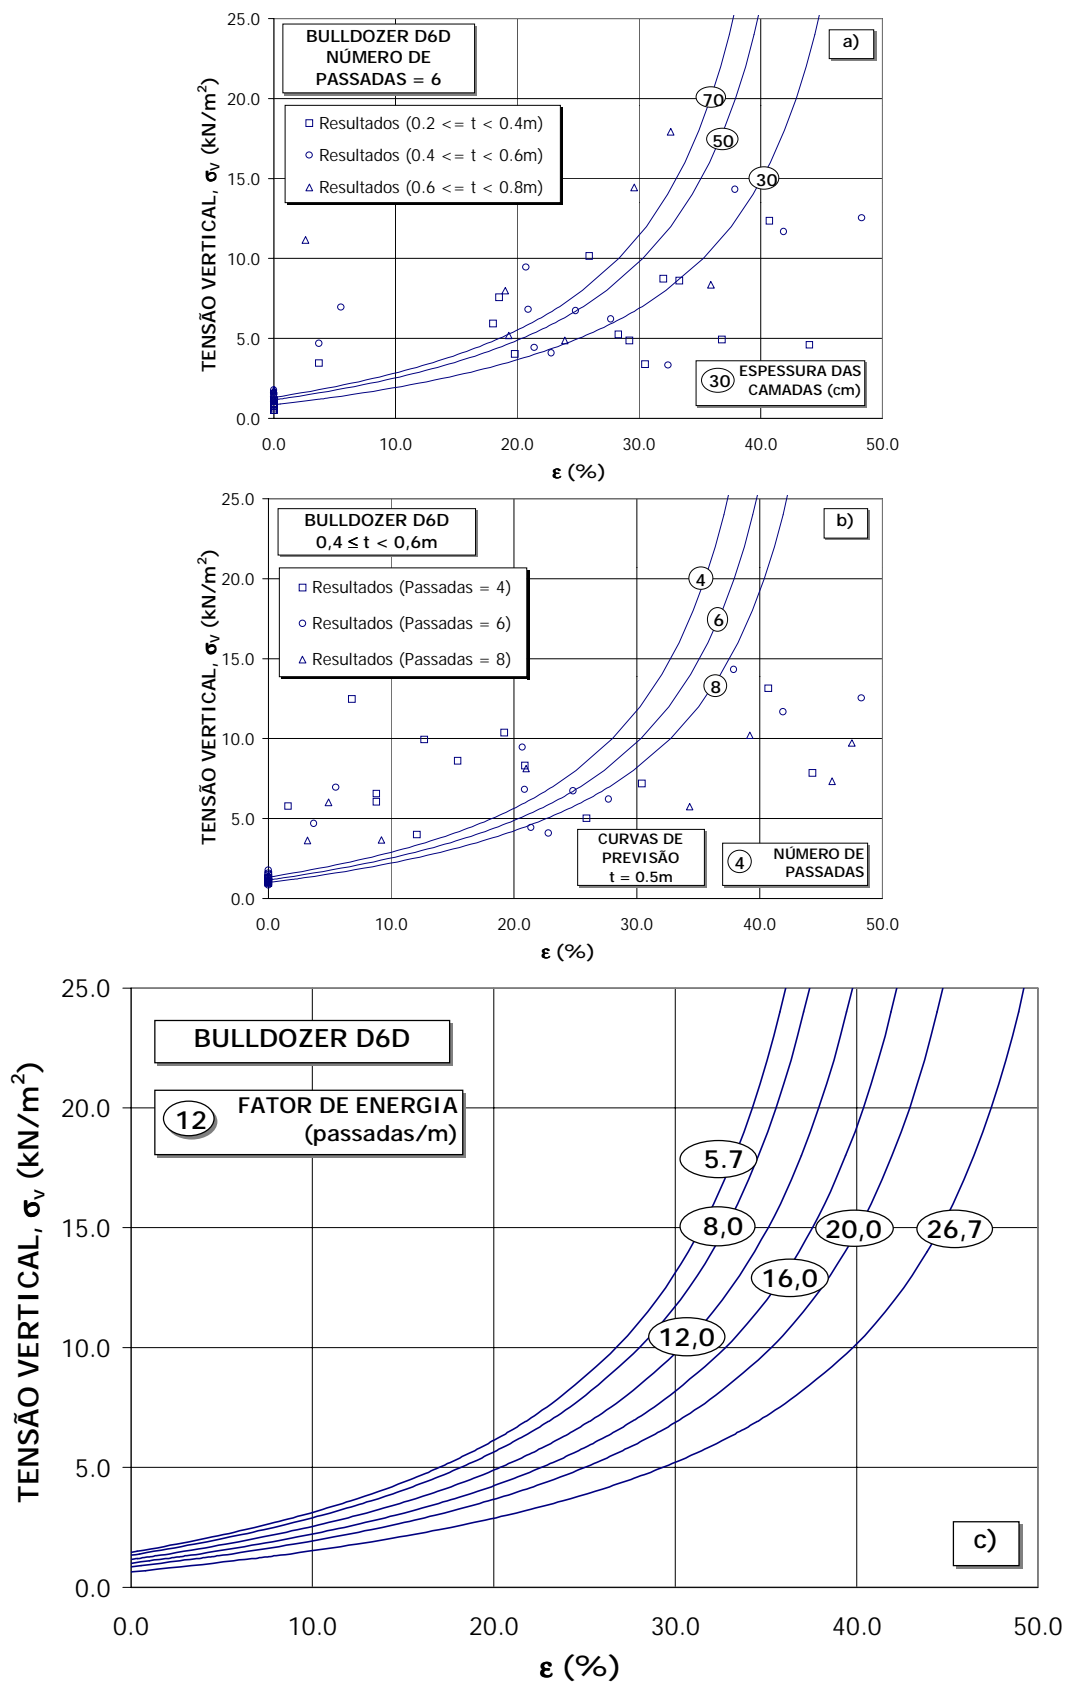 25.0
20.0
15.0
10.0
5.0
0.0
TENSÃO VERTICAL, σv (kN/m²)
BULLDOZER D6D
NÚMERO DE
PASSADAS = 6
a)
Resultados (0.2 <= t < 0.4m)
Resultados (0.4 <= t < 0.6m)
Resultados (0.6 <= t < 0.8m)
70
50
30
30 ESPESSURA DAS
CAMADAS (cm)
0.0 10.0 20.0 30.0 40.0 50.0
ε (%)
25.0
20.0
15.0
10.0
5.0
0.0
TENSÃO VERTICAL, σv (kN/m²)
BULLDOZER D6D
0,4 ≤ t < 0,6m
b)
Resultados (Passadas = 4)
Resultados (Passadas = 6)
Resultados (Passadas = 8)
4
6
8
CURVAS DE
PREVISÃO
t = 0.5m
4 NÚMERO DE
PASSADAS
0.0 10.0 20.0 30.0 40.0 50.0
ε (%)
25.0
20.0
15.0
10.0
5.0
0.0
TENSÃO VERTICAL, σv (kN/m²)
BULLDOZER D6D
12 FATOR DE ENERGIA
(passadas/m)
5.7
8,0
20,0
26,7
16,0
12,0
c)
0.0 10.0 20.0 30.0 40.0 50.0
ε (%)